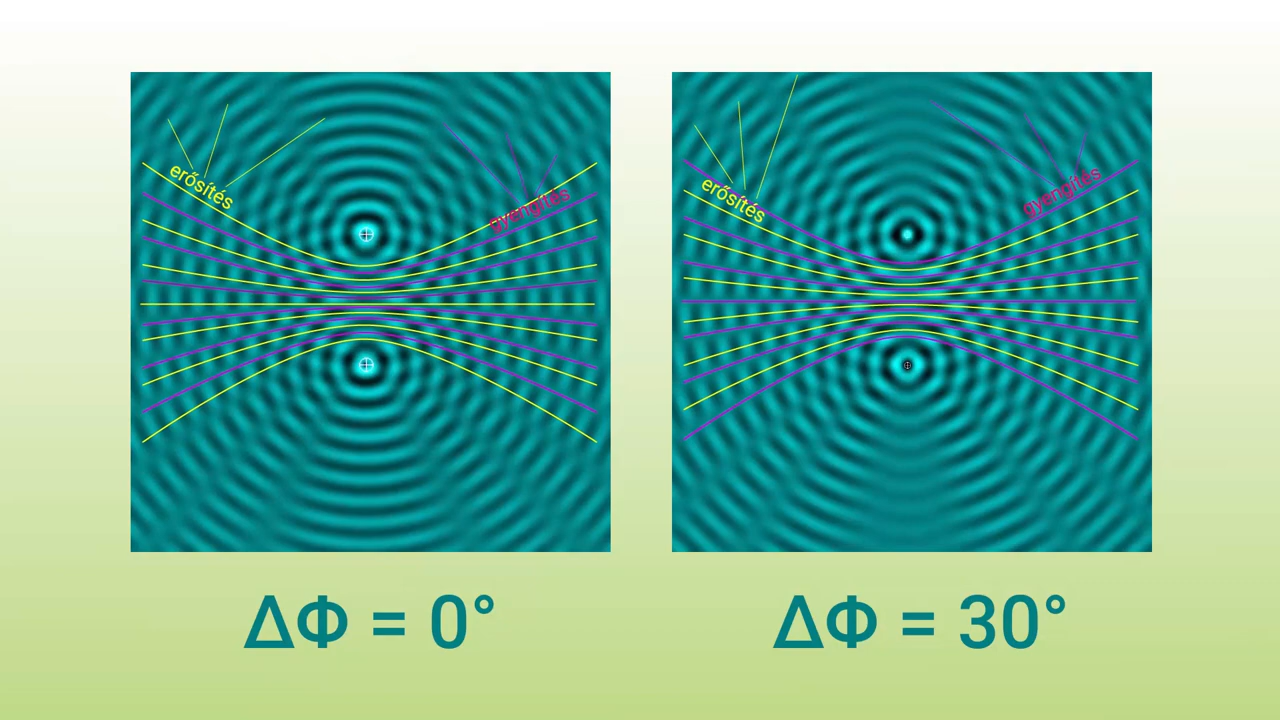 erősítés
gyengítés
erősítés
gyengítés
ΔΦ = 0°
ΔΦ = 30°